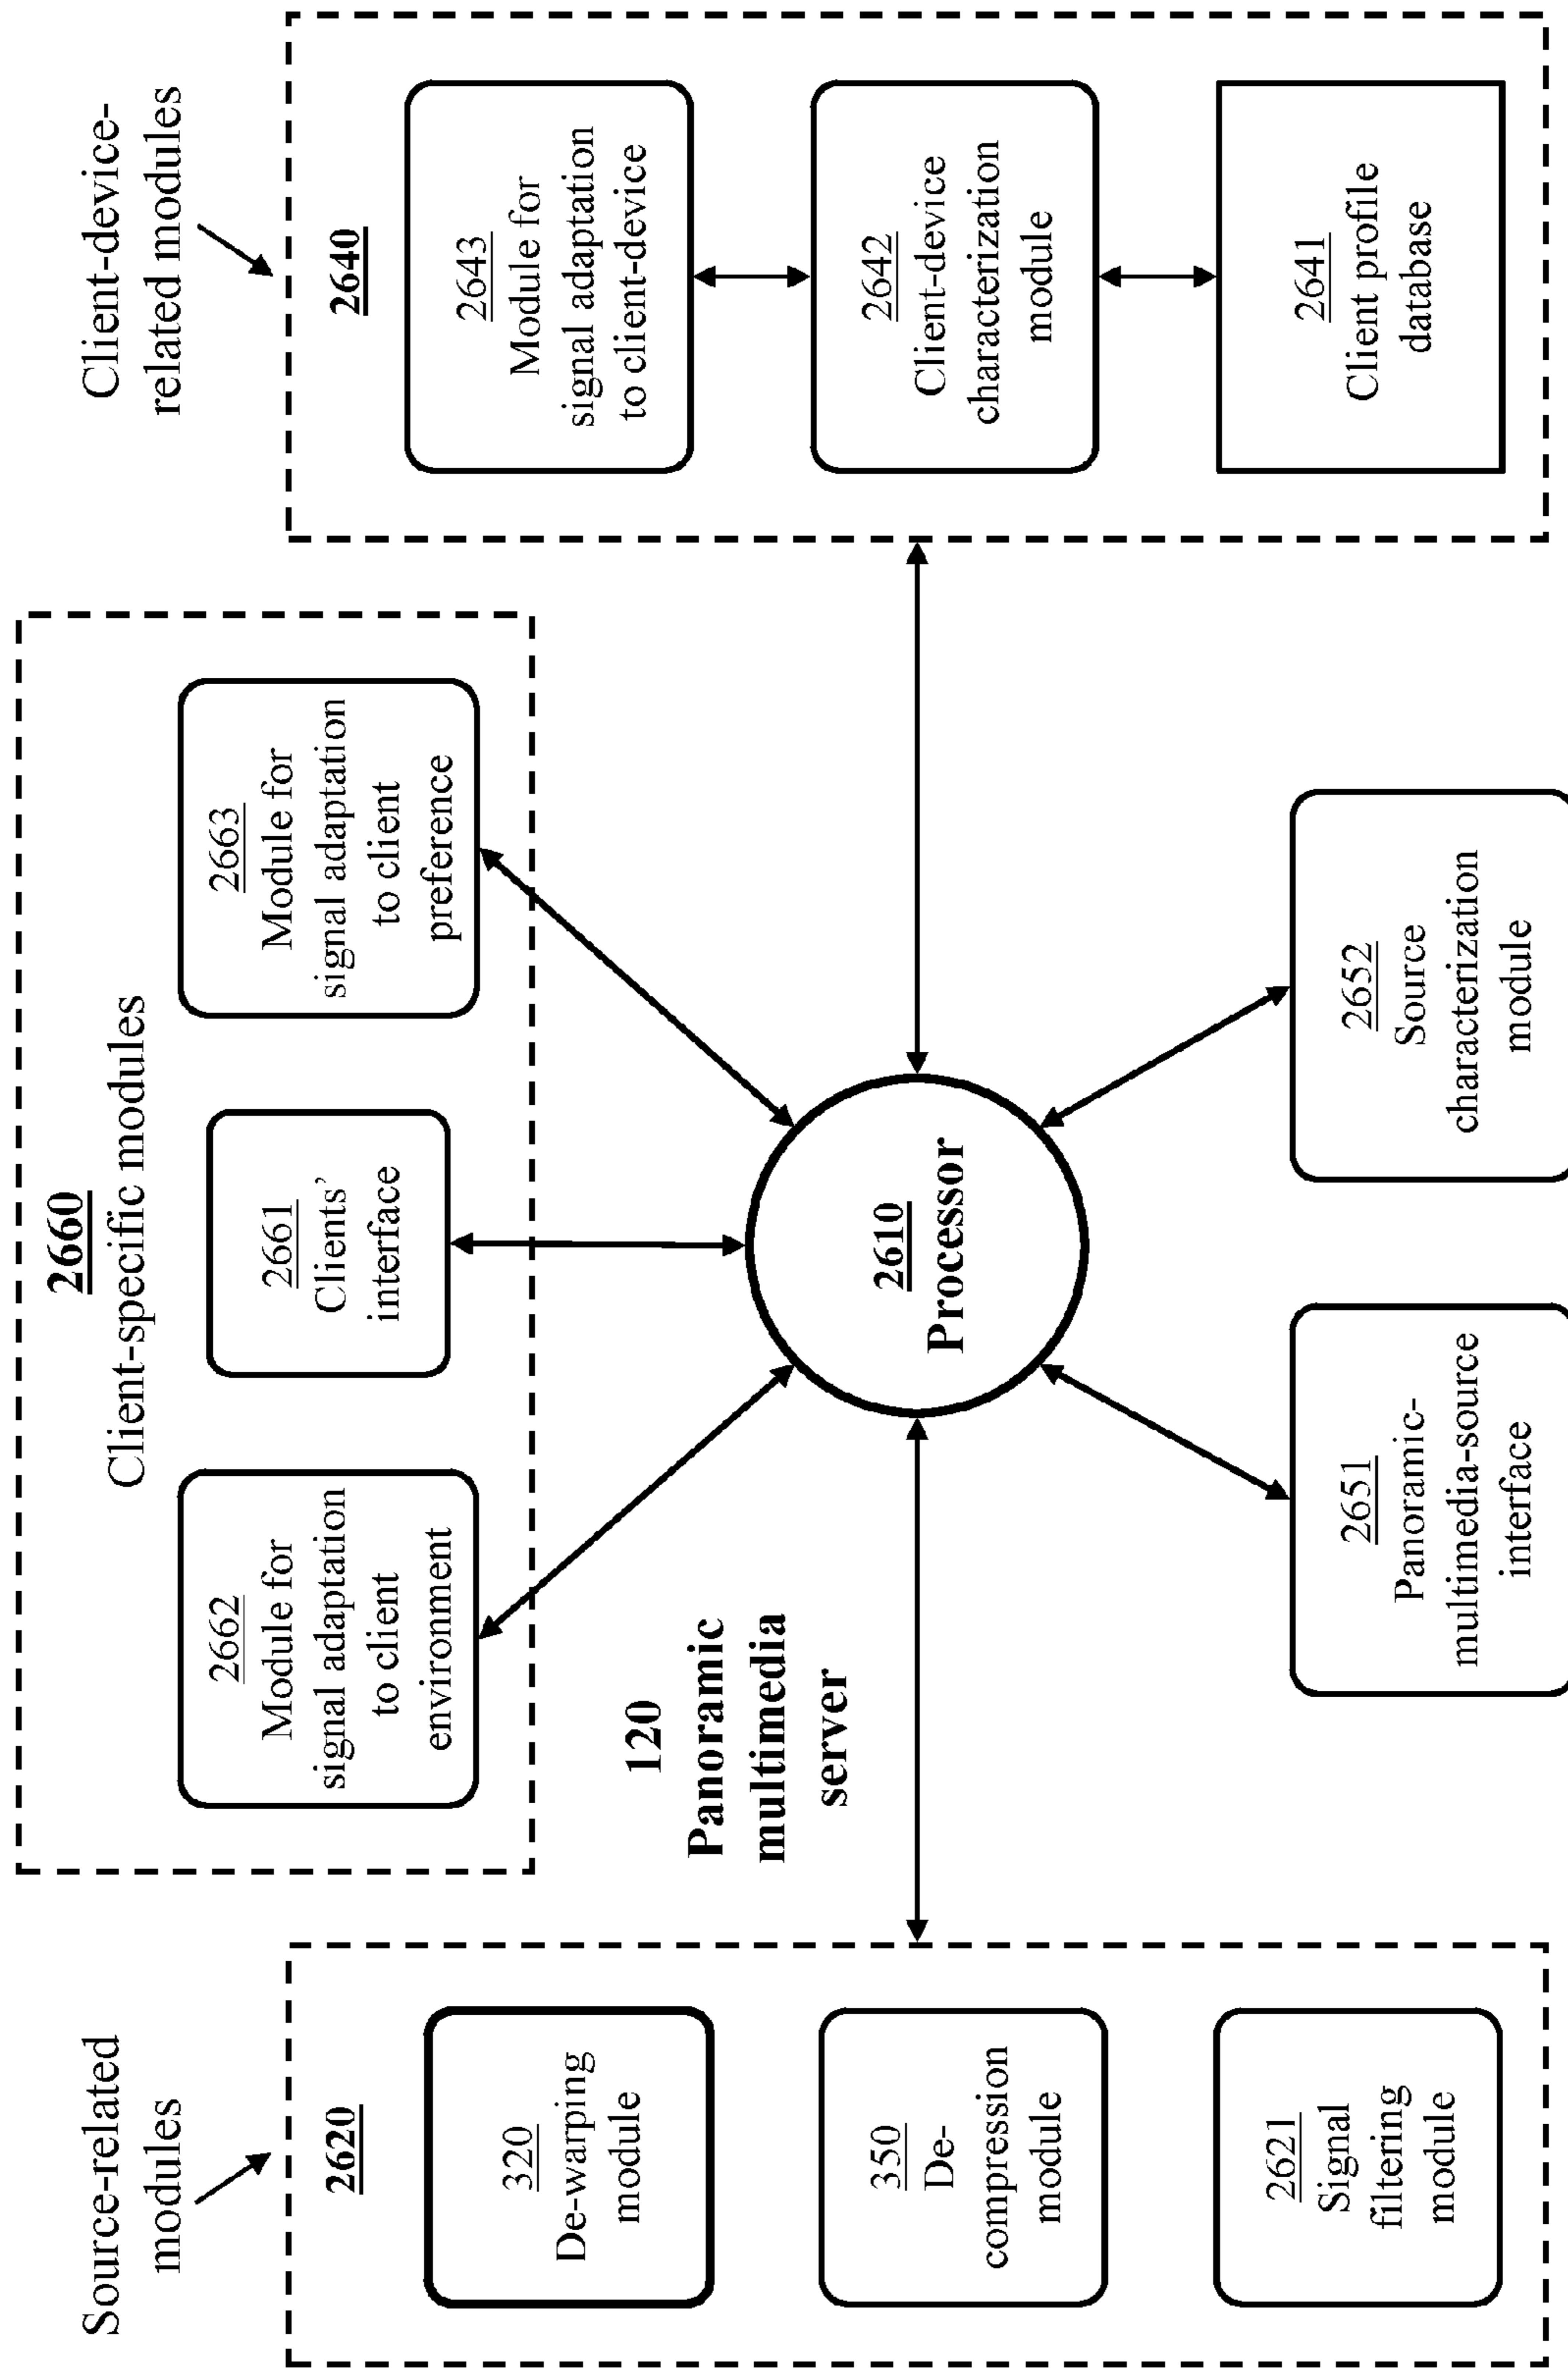 Source-related
modules
2620
320
De-warping
module
350
De-
compression
module
2621
Signal
filtering
module
2660
Client-specific modules
2662
Module for
signal adaptation
to client
environment
2661
Clients’
interface
2663
Module for
signal adaptation
to client
preference
120
Panoramic
multimedia
server
2610
Processor
2651
Panoramic-
multimedia-source
interface
2652
Source
characterization
module
Client-device-
related modules
2640
2643
Module for
signal adaptation
to client-device
2642
Client-device
characterization
module
2641
Client profile
database